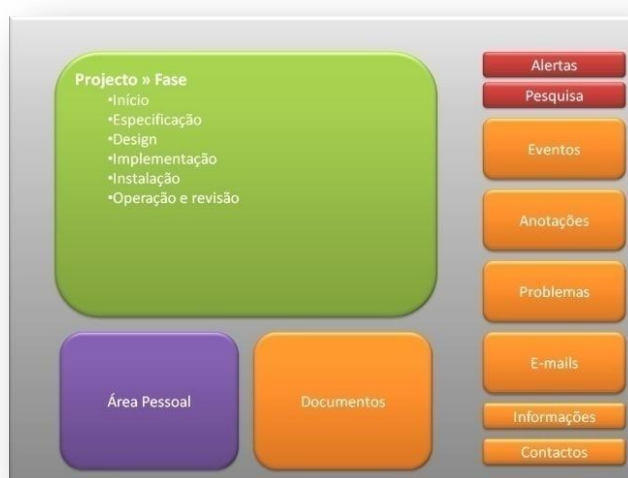 Projecto » Fase
•Início
•Especificação
•Design
•Implementação
•Instalação
•Operação e revisão
Área Pessoal
Documentos
Alertas
Pesquisa
Eventos
Anotações
Problemas
E-mails
Informações
Contactos